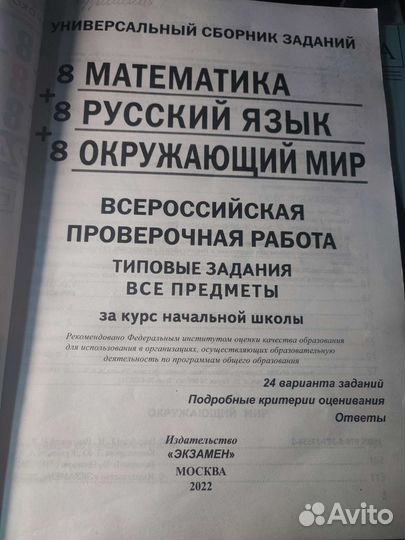 УНИВЕРСАЛЬНЫЙ СБОРНИК ЗАДАНИЙ
8 МАТЕМАТИКА
+
8 РУССКИЙ ЯЗЫК
+
8 ОКРУЖАЮЩИЙ МИР
ВСЕРОССИЙСКАЯ
ПРОВЕРОЧНАЯ РАБОТА
ТИПОВЫЕ ЗАДАНИЯ
ВСЕ ПРЕДМЕТЫ
за курс начальной школы
Рекомендовано Федеральным институтом оценки качества образования
для использования в организациях, осуществляющих образовательную
деятельность по программам общего образования
24 варианта заданий
Подробные критерии оценивания
Ответы
Издательство
«ЭКЗАМЕН»
МОСКВА
2022
Avito